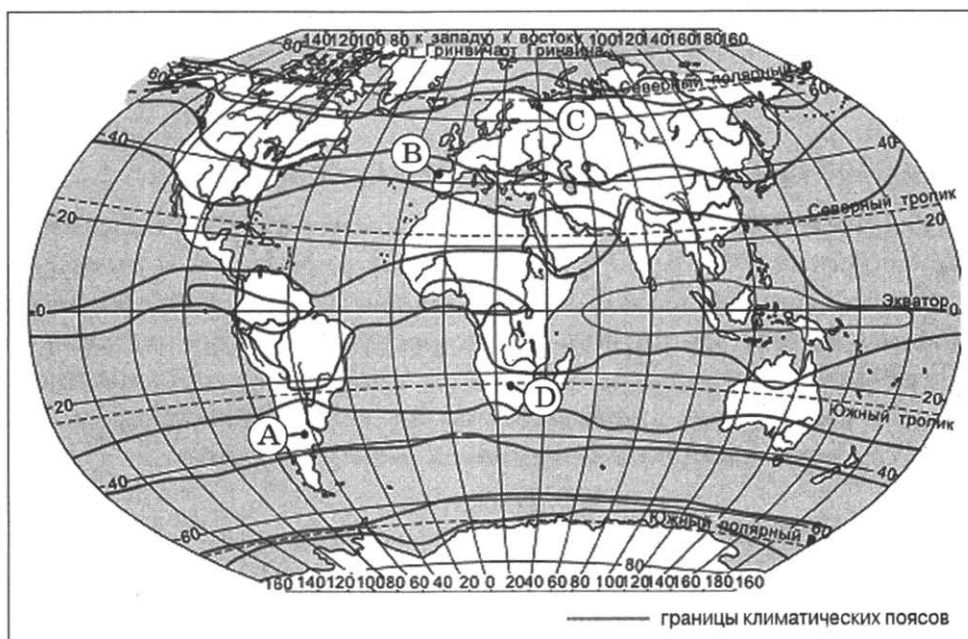 140 120 100 80 к западу к востоку 100 120 140 160 180 160
от Гринвича от Гринвича
80
60
Северный полярный
60
40
40
B
C
Северный тропик
20
20
Экватор
0
0
D
20
20
Южный тропик
A
40
40
60
60
Южный полярный
80
160 140 120 100 80 60 40 20 0 20 40 60 80 100 120 140 160 180 160
границы климатических поясов